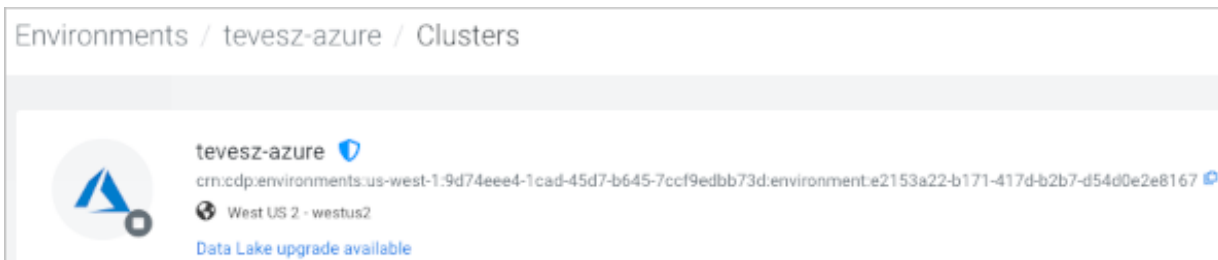 Environments / tevesz-azure / Clusters
tevesz-azure
crn:cdp:environments:us-west-1:9d74eee4-1cad-45d7-b645-7ccf9edbb73d:environment:e2153a22-b171-417d-b2b7-d54d0e2e8167
West US 2 - westus2
Data Lake upgrade available